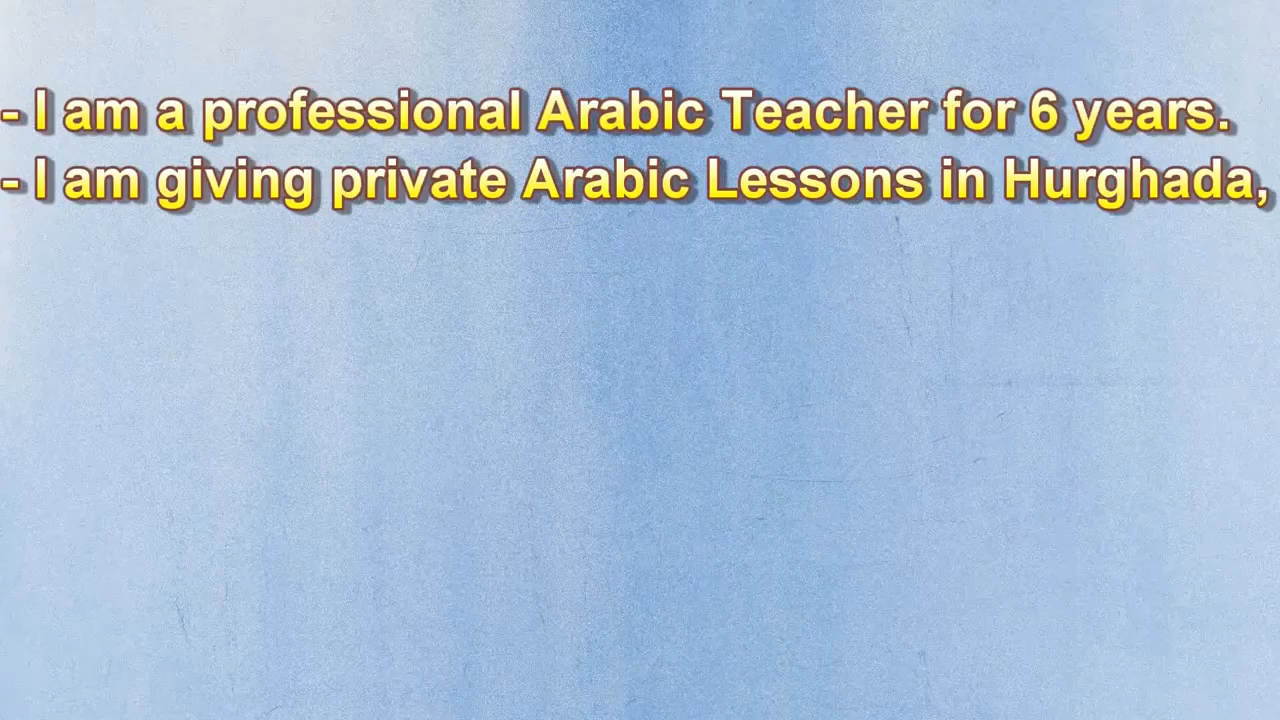 - I am a professional Arabic Teacher for 6 years.
- I am giving private Arabic Lessons in Hurghada,